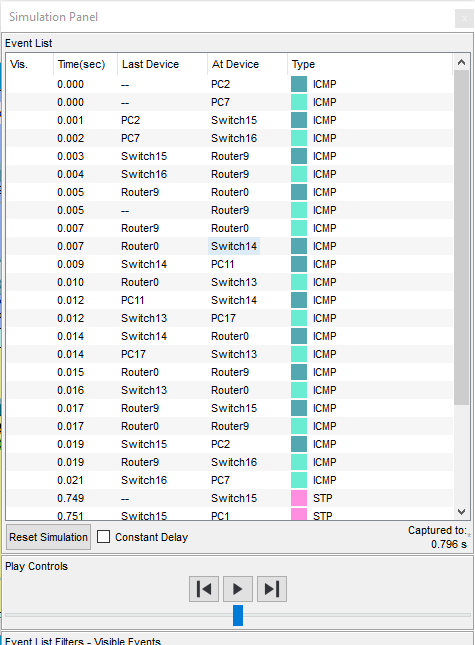 Simulation Panel
Event List
Vis. Time(sec) Last Device At Device Type
0.000 -- PC2 ICMP
0.000 -- PC7 ICMP
0.001 PC2 Switch15 ICMP
0.002 PC7 Switch16 ICMP
0.003 Switch15 Router9 ICMP
0.004 Switch16 Router9 ICMP
0.005 Router9 Router0 ICMP
0.005 -- Router9 ICMP
0.007 Router9 Router0 ICMP
0.007 Router0 Switch14 ICMP
0.009 Switch14 PC11 ICMP
0.010 Router0 Switch13 ICMP
0.012 PC11 Switch14 ICMP
0.012 Switch13 PC17 ICMP
0.014 Switch14 Router0 ICMP
0.014 PC17 Switch13 ICMP
0.015 Router0 Router9 ICMP
0.016 Switch13 Router0 ICMP
0.017 Router9 Switch15 ICMP
0.017 Router0 Router9 ICMP
0.019 Switch15 PC2 ICMP
0.019 Router9 Switch16 ICMP
0.021 Switch16 PC7 ICMP
0.749 -- Switch15 STP
0.751 Switch15 PC1 STP
Reset Simulation Constant Delay
Captured to:
0.796 s
Play Controls
Event List Filters - Visible Events